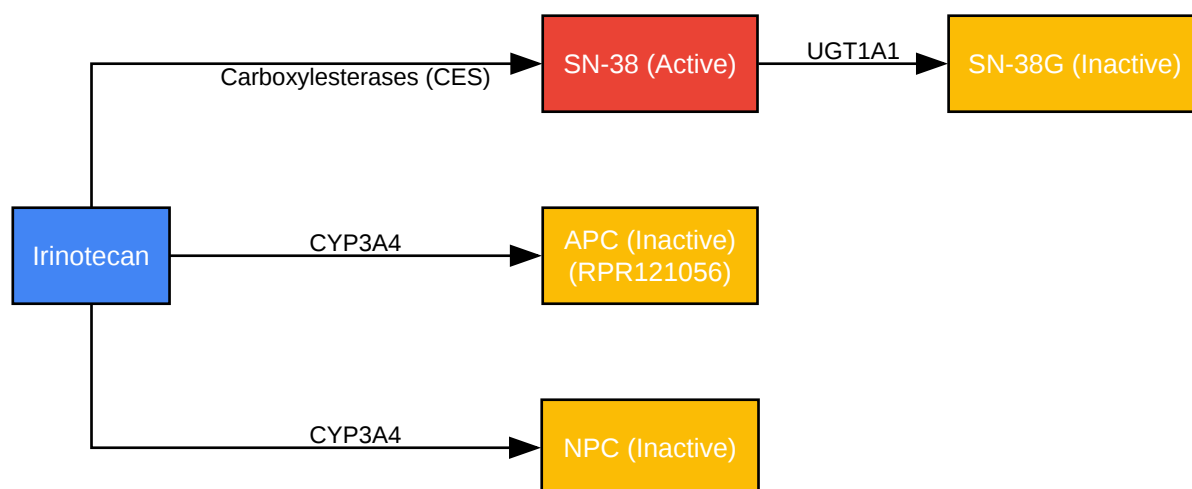 Carboxylesterases (CES)
SN-38 (Active)
UGT1A1
SN-38G (Inactive)
Irinotecan
CYP3A4
APC (Inactive)
(RPR121056)
CYP3A4
NPC (Inactive)